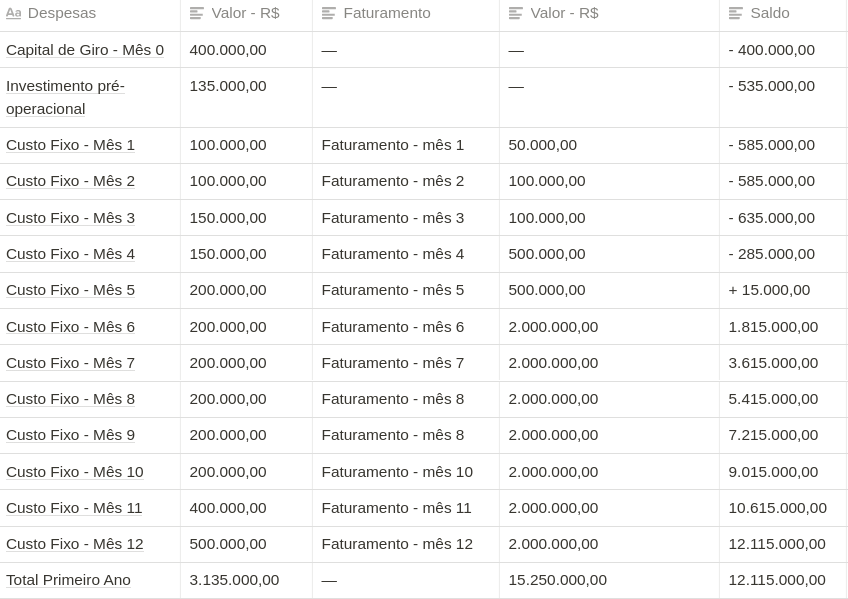 Aa Despesas Valor - R$ Faturamento Valor - R$ Saldo
Capital de Giro - Mês 0 400.000,00 — — - 400.000,00
Investimento pré- 135.000,00 — — - 535.000,00
operacional
Custo Fixo - Mês 1 100.000,00 Faturamento - mês 1 50.000,00 - 585.000,00
Custo Fixo - Mês 2 100.000,00 Faturamento - mês 2 100.000,00 - 585.000,00
Custo Fixo - Mês 3 150.000,00 Faturamento - mês 3 100.000,00 - 635.000,00
Custo Fixo - Mês 4 150.000,00 Faturamento - mês 4 500.000,00 - 285.000,00
Custo Fixo - Mês 5 200.000,00 Faturamento - mês 5 500.000,00 + 15.000,00
Custo Fixo - Mês 6 200.000,00 Faturamento - mês 6 2.000.000,00 1.815.000,00
Custo Fixo - Mês 7 200.000,00 Faturamento - mês 7 2.000.000,00 3.615.000,00
Custo Fixo - Mês 8 200.000,00 Faturamento - mês 8 2.000.000,00 5.415.000,00
Custo Fixo - Mês 9 200.000,00 Faturamento - mês 8 2.000.000,00 7.215.000,00
Custo Fixo - Mês 10 200.000,00 Faturamento - mês 10 2.000.000,00 9.015.000,00
Custo Fixo - Mês 11 400.000,00 Faturamento - mês 11 2.000.000,00 10.615.000,00
Custo Fixo - Mês 12 500.000,00 Faturamento - mês 12 2.000.000,00 12.115.000,00
Total Primeiro Ano 3.135.000,00 — 15.250.000,00 12.115.000,00